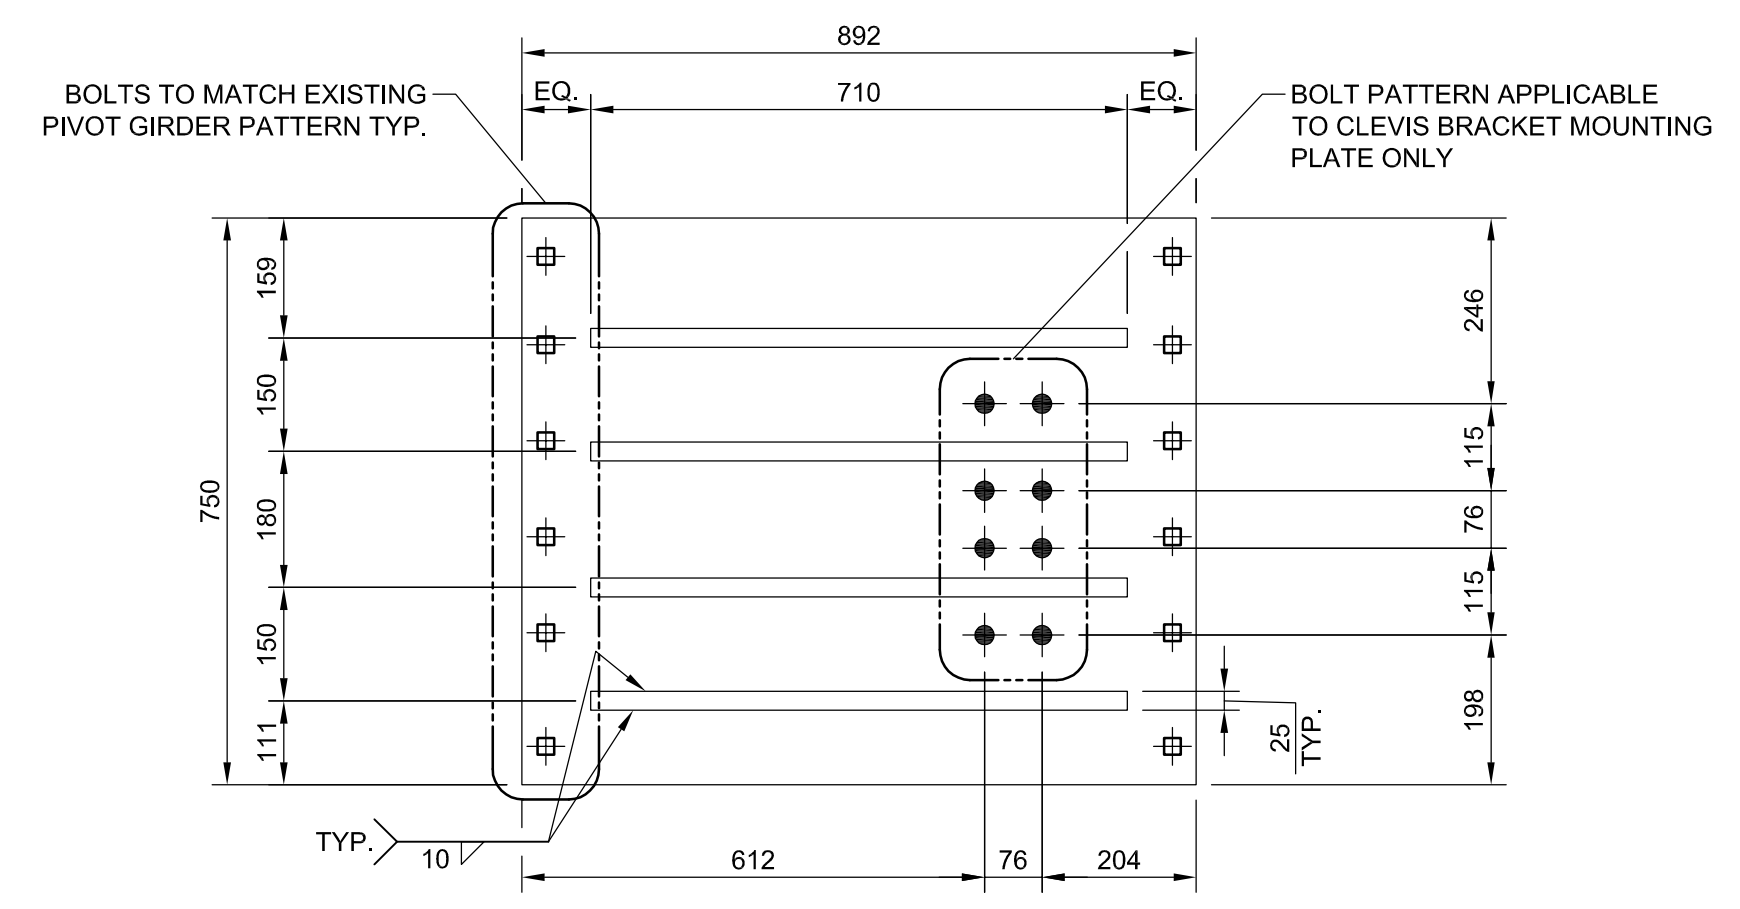 892
EQ.
710
EQ.
BOLTS TO MATCH EXISTING
PIVOT GIRDER PATTERN TYP.
BOLT PATTERN APPLICABLE
TO CLEVIS BRACKET MOUNTING
PLATE ONLY
750
159
150
180
150
111
246
115
76
115
198
25
TYP.
TYP.
10
612
76
204